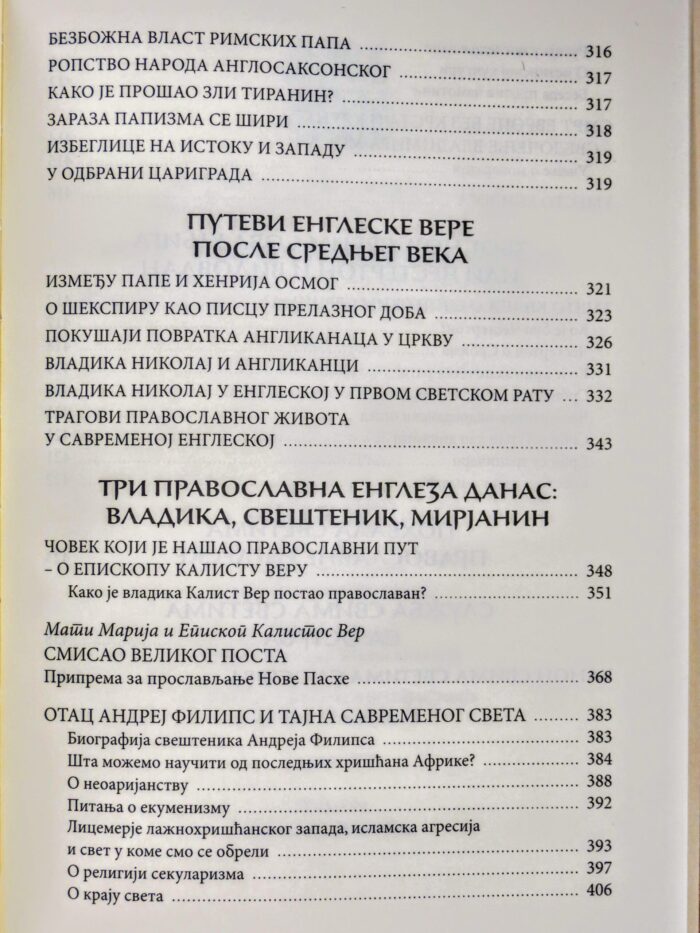 БЕЗБОЖНА ВЛАСТ РИМСКИХ ПАПА ........ 316
РОПСТВО НАРОДА АНГЛОСАКСОНСКОГ ........ 317
КАКО ЈЕ ПРОШАО ЗЛИ ТИРАНИН? ........ 317
ЗАРАЗА ПАПИЗМА СЕ ШИРИ ........ 318
ИЗБЕГЛИЦЕ НА ИСТОКУ И ЗАПАДУ ........ 319
У ОДБРАНИ ЦАРИГРАДА ........ 319
ПУТЕВИ ЕНГЛЕСКЕ ВЕРЕ
ПОСЛЕ СРЕДЊЕГ ВЕКА
ИЗМЕЂУ ПАПЕ И ХЕНРИЈА ОСМОГ ........ 321
О ШЕКСПИРУ КАО ПИСЦУ ПРЕЛАЗНОГ ДОБА ........ 323
ПОКУШАЈИ ПОВРАТКА АНГЛИКАНАЦА У ЦРКВУ ........ 326
ВЛАДИКА НИКОЛАЈ И АНГЛИКАНЦИ ........ 331
ВЛАДИКА НИКОЛАЈ У ЕНГЛЕСКОЈ У ПРВОМ СВЕТСКОМ РАТУ ... 332
ТРАГОВИ ПРАВОСЛАВНОГ ЖИВОТА
У САВРЕМЕНОЈ ЕНГЛЕСКОЈ ........ 343
ТРИ ПРАВОСЛАВНА ЕНГЛЕЗА ДАНАС:
ВЛАДИКА, СВЕШТЕНИК, МИРЈАНИН
ЧОВЕК КОЈИ ЈЕ НАШАО ПРАВОСЛАВНИ ПУТ
– О ЕПИСКОПУ КАЛИСТУ ВЕРУ ........ 348
Како је владика Калист Вер постао православан? ........ 351
Мати Марија и Епископ Калистос Вер
СМИСАО ВЕЛИКОГ ПОСТА
Припрема за прослављање Нове Пасхе ........ 368
ОТАЦ АНДРЕЈ ФИЛИПС И ТАЈНА САВРЕМЕНОГ СВЕТА ........ 383
Биографија свештеника Андреја Филипса ........ 383
Шта можемо научити од последњих хришћана Африке? ........ 384
О неоаријанству ........ 388
Питања о екуменизму ........ 392
Лицемерје лажнохришћанског запада, исламска агресија
и свет у коме смо се обрели ........ 393
О религији секуларизма ........ 397
О крају света ........ 406